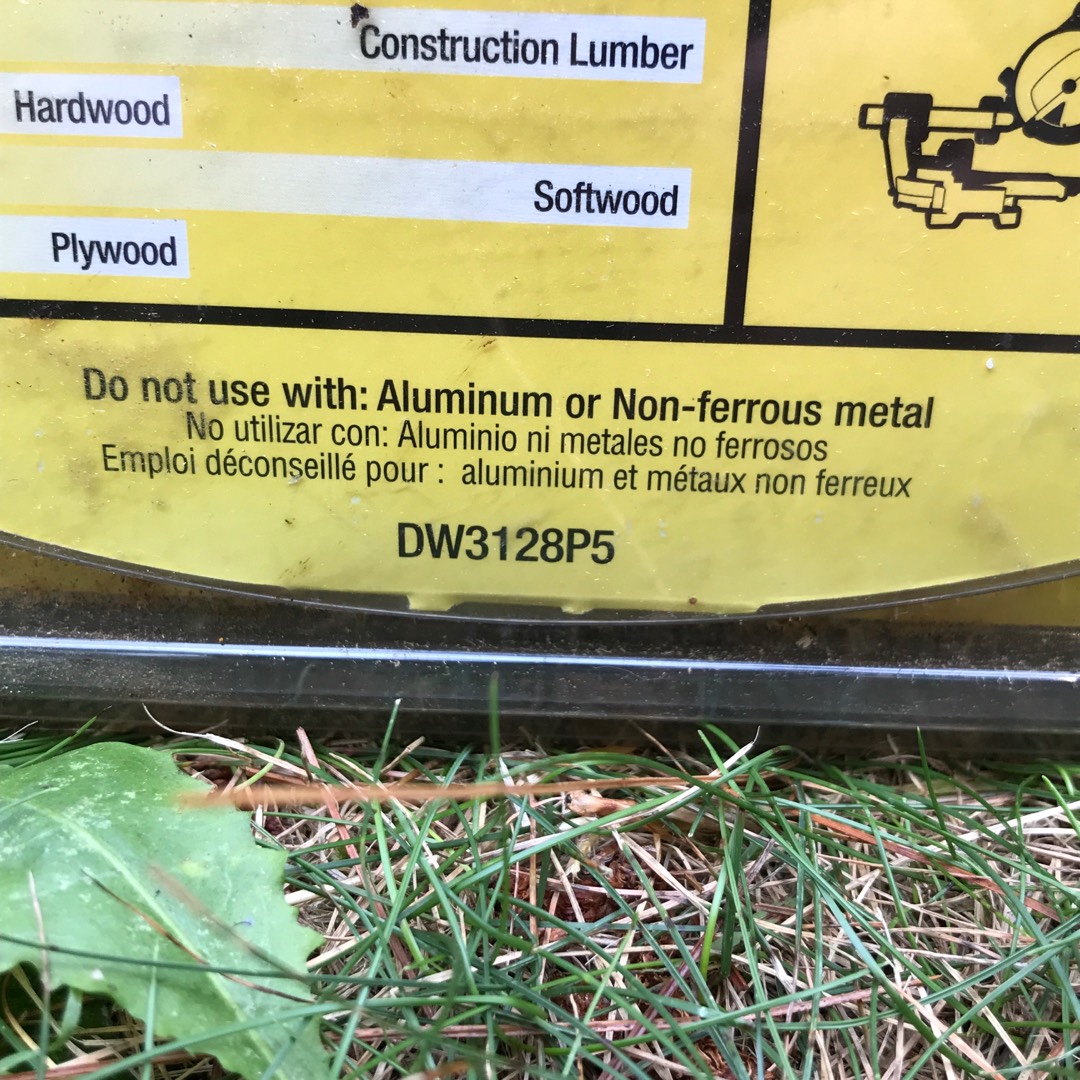 Construction Lumber
Hardwood
Softwood
Plywood
Do not use with: Aluminum or Non-ferrous metal
No utilizar con: Aluminio ni metales no ferrosos
Emploi déconseillé pour : aluminium et métaux non ferreux
DW3128P5